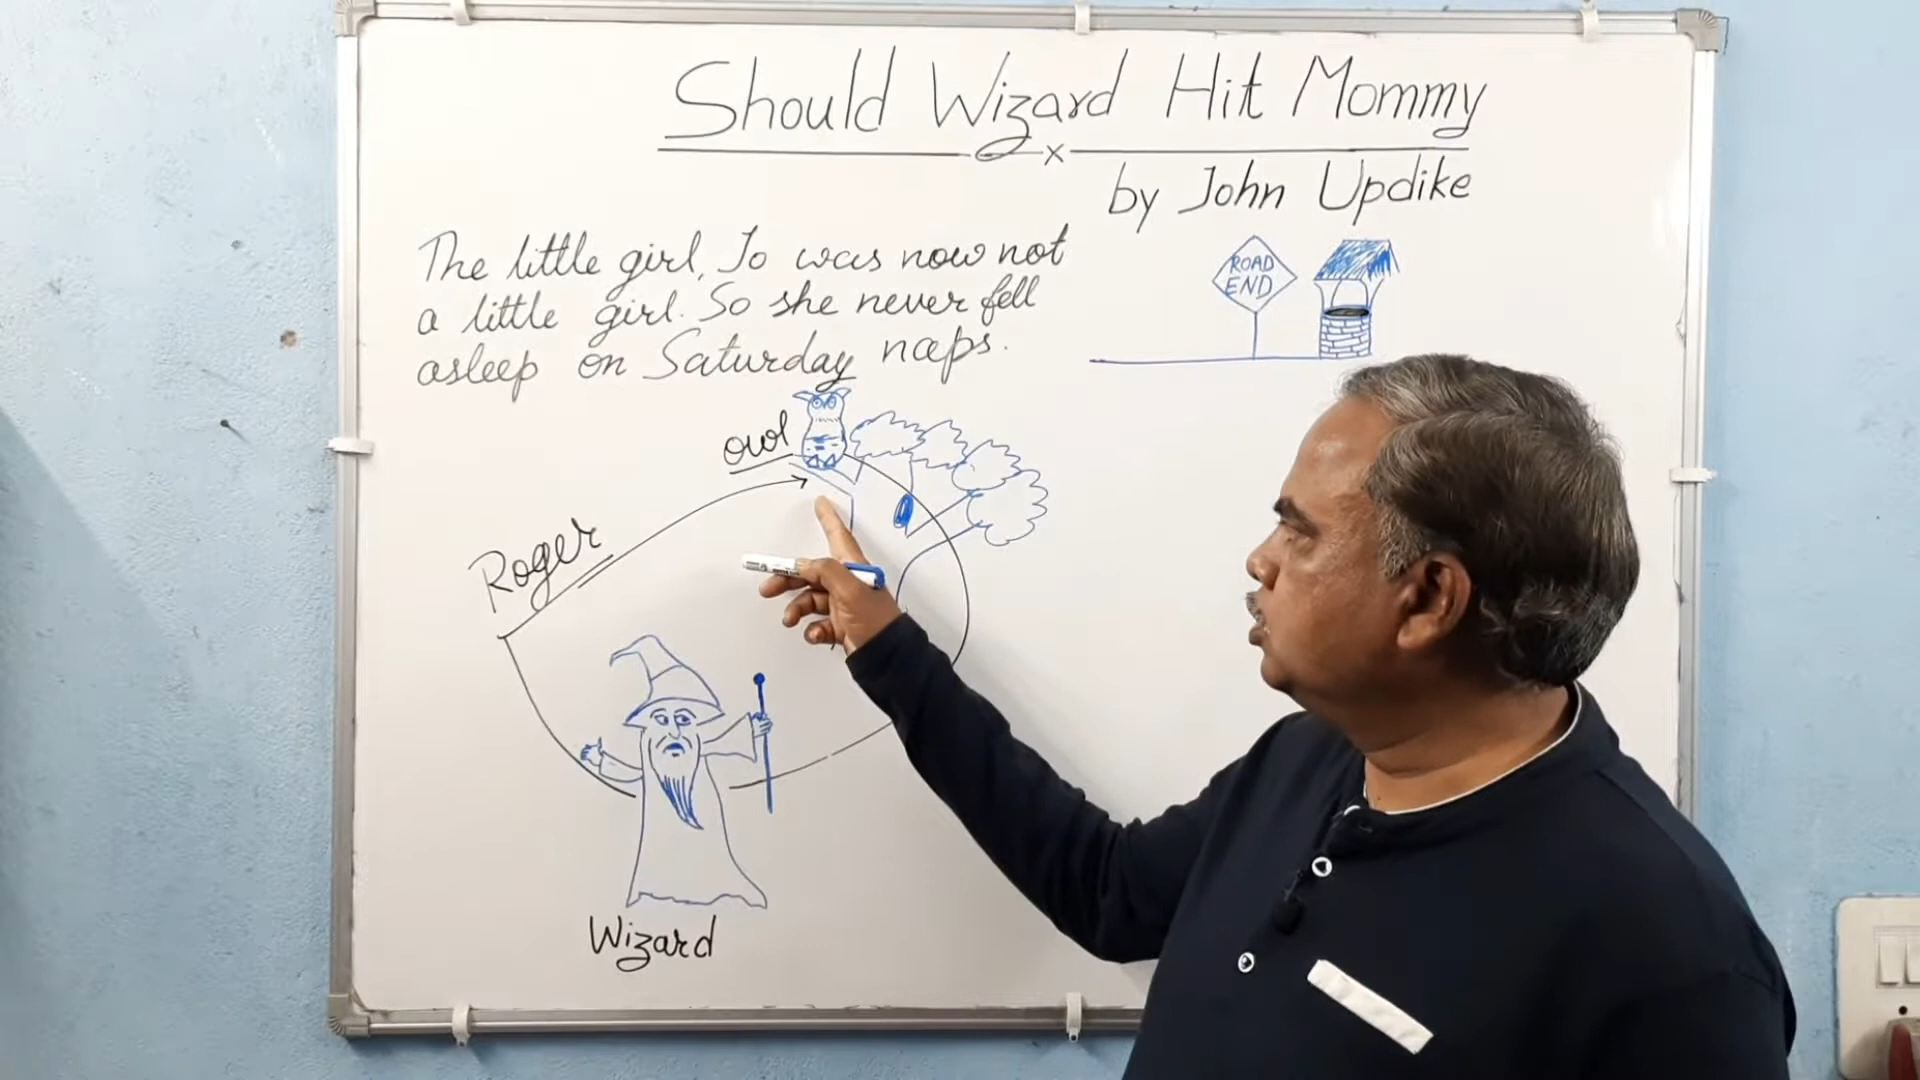 Should Wizard Hit Mommy
x
by John Updike
The little girl, Jo was now not
a little girl. So she never fell
asleep on Saturday naps.
ROAD
END
owl
Roger
Wizard